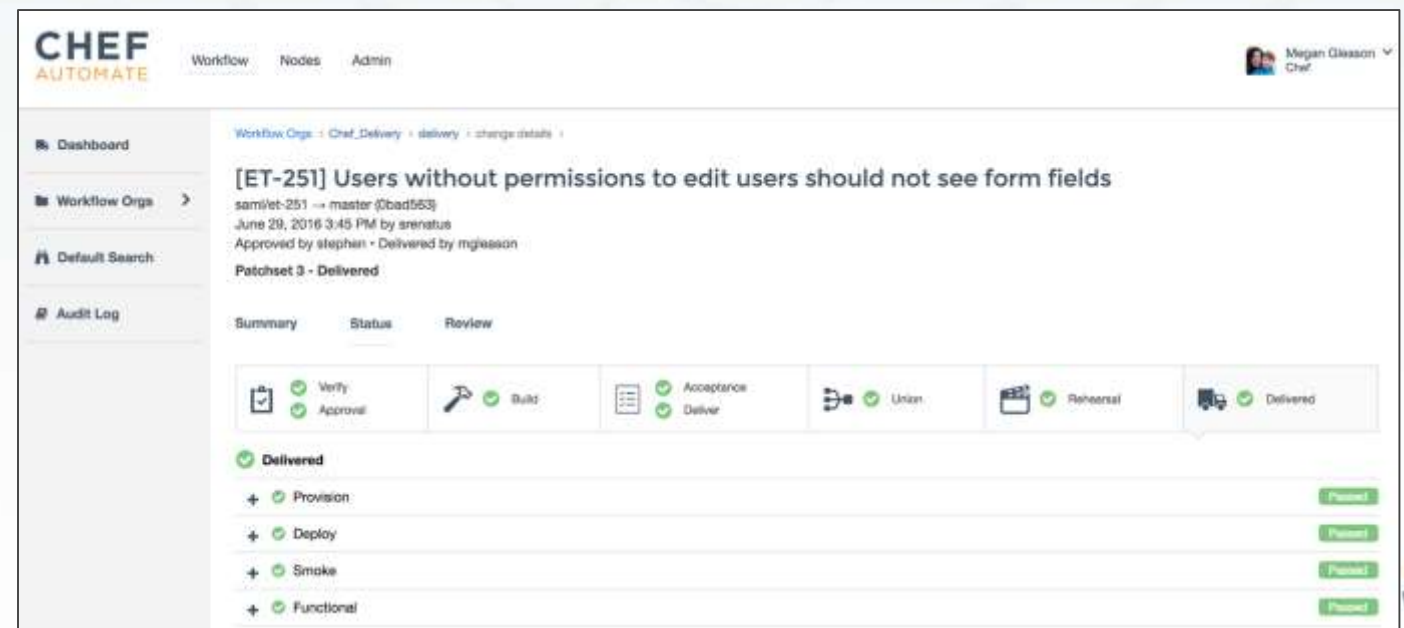 CHEF
AUTOMATE
Workflow Nodes Admin
Megan Gleason
Chef
Dashboard
Workflow Orgs
Default Search
Audit Log
Workflow Orgs › Chef_Delivery › delivery › change details ›
[ET-251] Users without permissions to edit users should not see form fields
saml/et-251 → master (0bad563)
June 29, 2016 3:45 PM by srenatus
Approved by stephen • Delivered by mgleason
Patchset 3 - Delivered
Summary Status Review
Verify
Approval
Build
Acceptance
Deliver
Union
Rehearsal
Delivered
Delivered
+ Provision Passed
+ Deploy Passed
+ Smoke Passed
+ Functional Passed